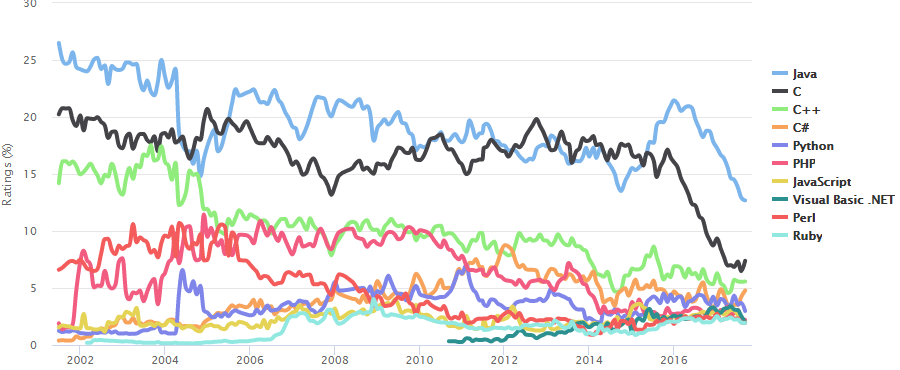 30
25
20
15
10
5
0
Ratings (%)
2002 2004 2006 2008 2010 2012 2014 2016
Java
C
C++
C#
Python
PHP
JavaScript
Visual Basic .NET
Perl
Ruby